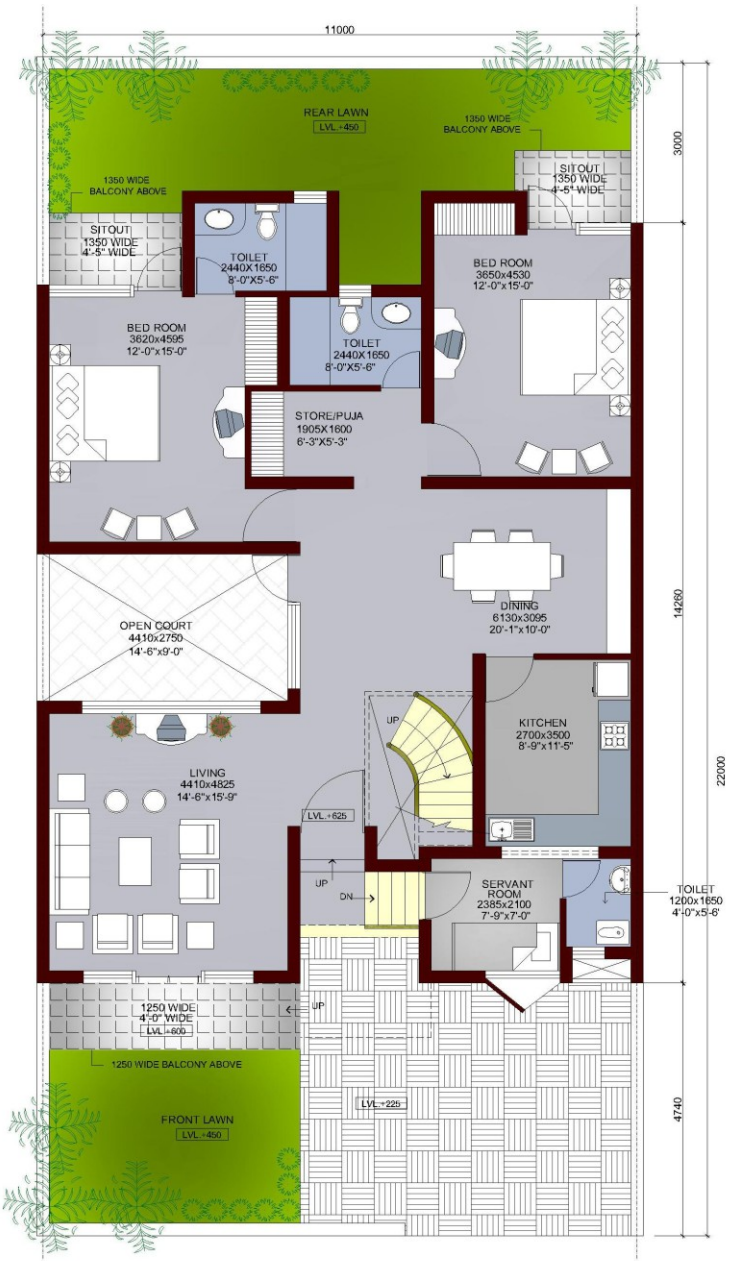 11000
REAR LAWN
LVL.+450
1350 WIDE
BALCONY ABOVE
3000
SITOUT
1350 WIDE
4'-5" WIDE
1350 WIDE
BALCONY ABOVE
SITOUT
1350 WIDE
4'-5" WIDE
TOILET
2440X1650
8'-0"X5'-6"
BED ROOM
3650x4530
12'-0"x15'-0"
BED ROOM
3620x4595
12'-0"x15'-0"
TOILET
2440X1650
8'-0"X5'-6"
STORE/PUJA
1905X1600
6'-3"X5'-3"
14260
DINING
6130x3095
20'-1"x10'-0"
OPEN COURT
4410x2750
14'-6"x9'-0"
UP
KITCHEN
2700x3500
8'-9"x11'-5"
22000
LIVING
4410x4825
14'-6"x15'-9"
LVL.+625
UP
DN
SERVANT
ROOM
2385x2100
7'-9"x7'-0"
TOILET
1200x1650
4'-0"x5'-6'
1250 WIDE
4'-0" WIDE
LVL.+600
UP
1250 WIDE BALCONY ABOVE
LVL.+225
FRONT LAWN
LVL.+450
4740